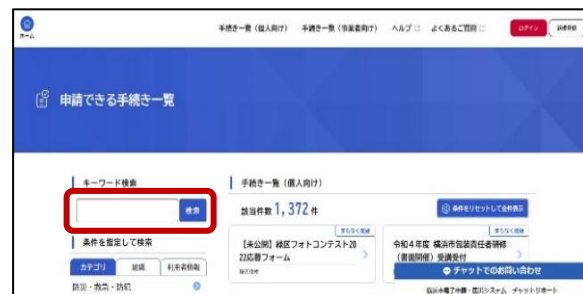 ホーム
手続き一覧（個人向け）
手続き一覧（事業者向け）
ヘルプ
よくあるご質問
ログイン
新規登録
申請できる手続き一覧
キーワード検索
検索
条件を指定して検索
カテゴリ
組織
利用者情報
防災・救急・防犯
手続き一覧（個人向け）
該当件数 1,372 件
条件をリセットして全件表示
まもなく終結
【未公開】緑区フォトコンテスト20
22応募フォーム
まもなく終結
令和4年度 横浜市包装責任者研修
（書面開催）受講受付
チャットでのお問い合わせ